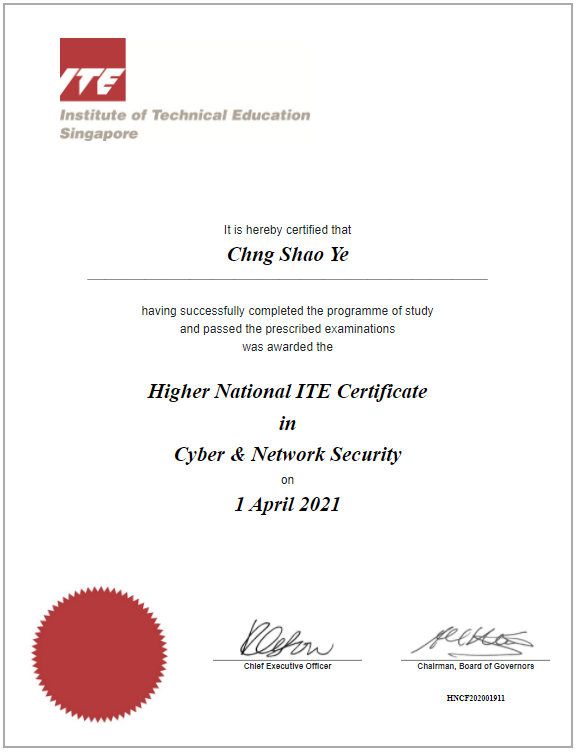 ITE
Institute of Technical Education
Singapore
It is hereby certified that
Chng Shao Ye
having successfully completed the programme of study
and passed the prescribed examinations
was awarded the
Higher National ITE Certificate
in
Cyber & Network Security
on
1 April 2021
Chief Executive Officer
Chairman, Board of Governors
HNCF202001911